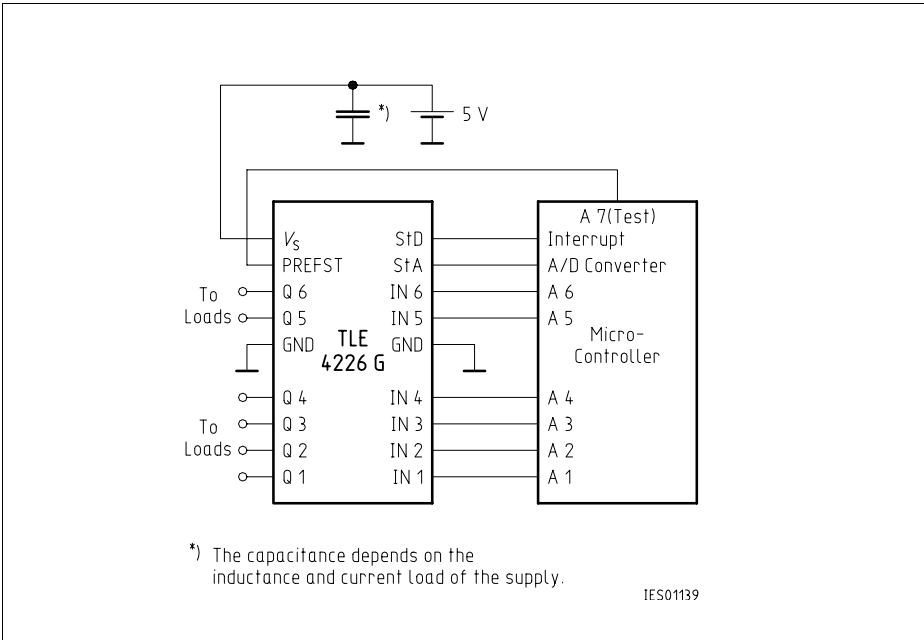 *)
5 V
A 7(Test)
VS StD Interrupt
PREFST StA A/D Converter
To Loads
Q 6 IN 6 A 6
Q 5 IN 5 A 5
GND GND
TLE
4226 G
Micro-
Controller
To Loads
Q 4 IN 4 A 4
Q 3 IN 3 A 3
Q 2 IN 2 A 2
Q 1 IN 1 A 1
*) The capacitance depends on the
inductance and current load of the supply.
IES01139